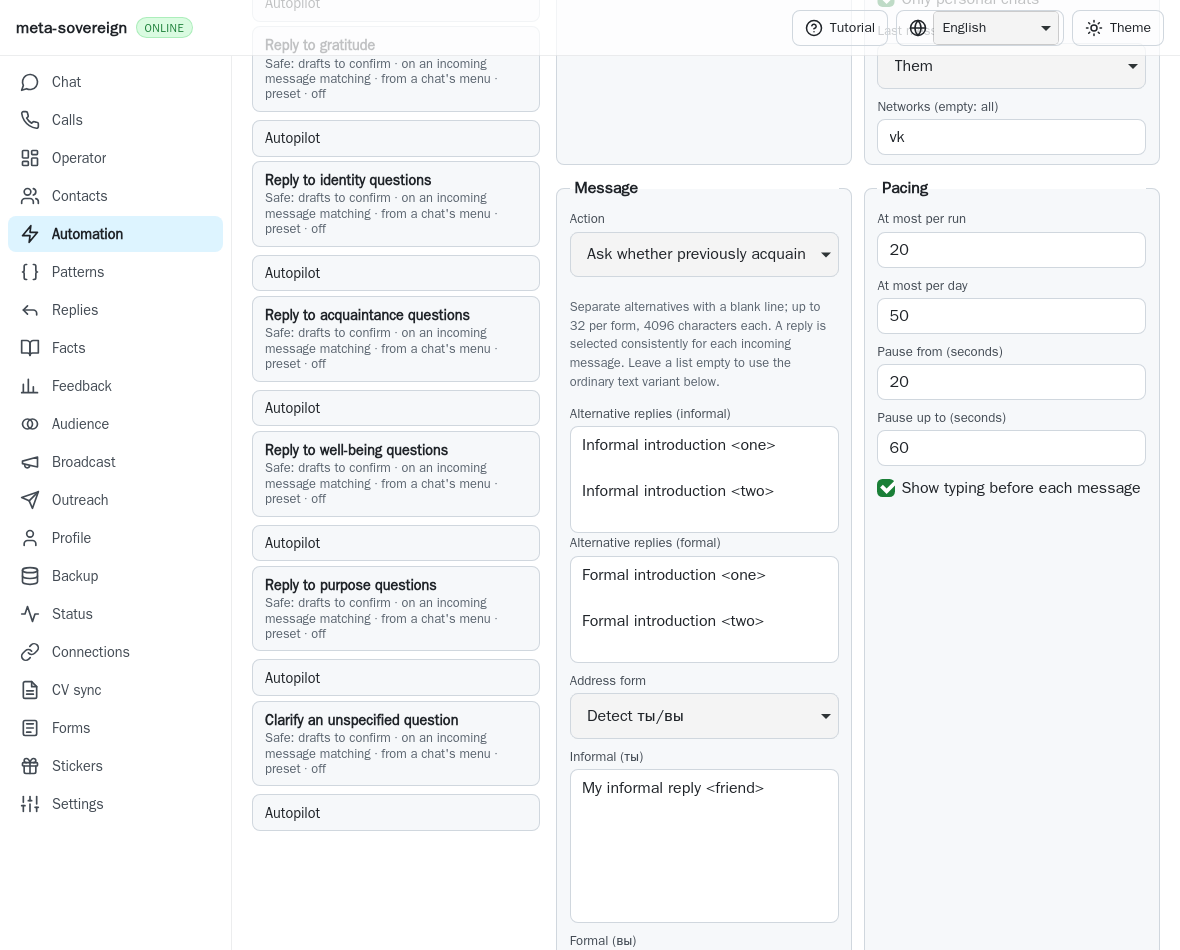 meta-sovereign
ONLINE
Tutorial
English
Theme
Chat
Calls
Operator
Contacts
Automation
Patterns
Replies
Facts
Feedback
Audience
Broadcast
Outreach
Profile
Backup
Status
Connections
CV sync
Forms
Stickers
Settings
Autopilot
Reply to gratitude
Safe: drafts to confirm · on an incoming
message matching · from a chat's menu ·
preset · off
Autopilot
Reply to identity questions
Safe: drafts to confirm · on an incoming
message matching · from a chat's menu ·
preset · off
Autopilot
Reply to acquaintance questions
Safe: drafts to confirm · on an incoming
message matching · from a chat's menu ·
preset · off
Autopilot
Reply to well-being questions
Safe: drafts to confirm · on an incoming
message matching · from a chat's menu ·
preset · off
Autopilot
Reply to purpose questions
Safe: drafts to confirm · on an incoming
message matching · from a chat's menu ·
preset · off
Autopilot
Clarify an unspecified question
Safe: drafts to confirm · on an incoming
message matching · from a chat's menu ·
preset · off
Autopilot
Message
Action
Ask whether previously acquain
Separate alternatives with a blank line; up to
32 per form, 4096 characters each. A reply is
selected consistently for each incoming
message. Leave a list empty to use the
ordinary text variant below.
Alternative replies (informal)
Informal introduction <one>
Informal introduction <two>
Alternative replies (formal)
Formal introduction <one>
Formal introduction <two>
Address form
Detect ты/вы
Informal (ты)
My informal reply <friend>
Formal (вы)
Only personal chats
Last
Them
Networks (empty: all)
vk
Pacing
At most per run
20
At most per day
50
Pause from (seconds)
20
Pause up to (seconds)
60
Show typing before each message